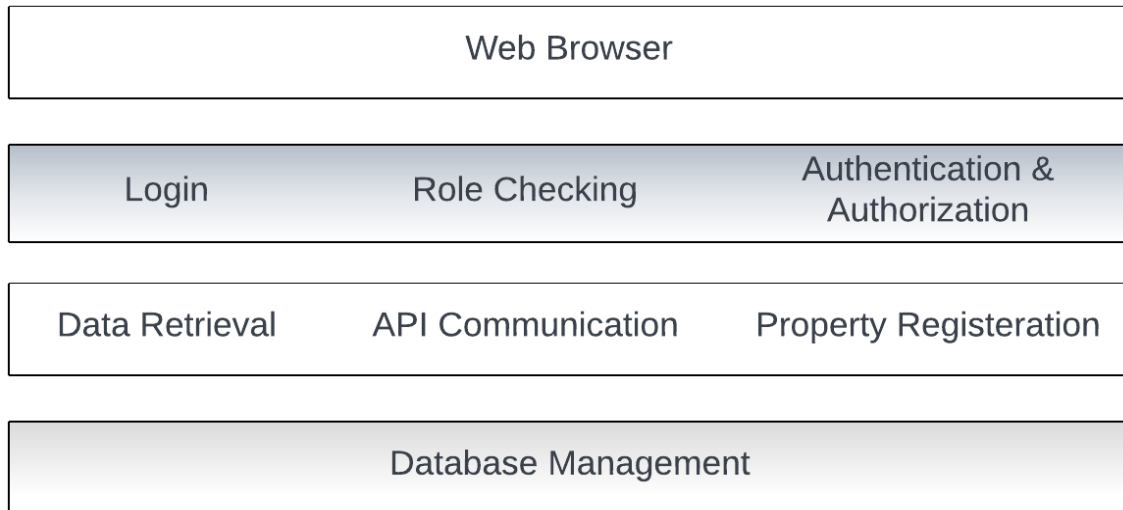 Web Browser
Login Role Checking Authentication &
Authorization
Data Retrieval API Communication Property Registeration
Database Management